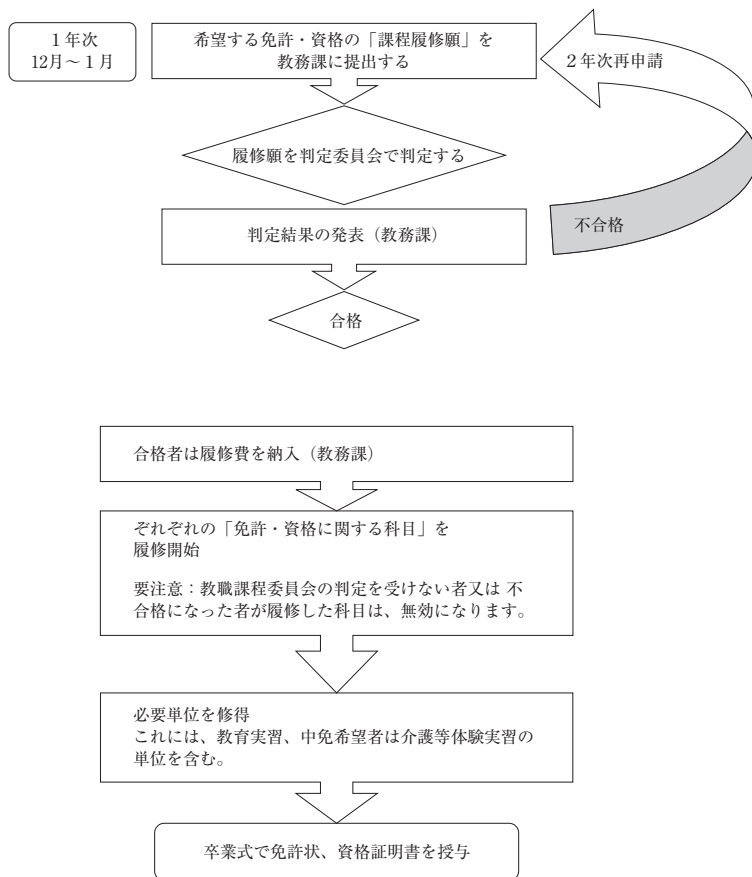 １年次
12月～１月
希望する免許・資格の「課程履修願」を
教務課に提出する
２年次再申請
履修願を判定委員会で判定する
判定結果の発表（教務課）
不合格
合格
合格者は履修費を納入（教務課）
ぞれぞれの「免許・資格に関する科目」を
履修開始
要注意：教職課程委員会の判定を受けない者又は 不
合格になった者が履修した科目は、無効になります。
必要単位を修得
これには、教育実習、中免希望者は介護等体験実習の
単位を含む。
卒業式で免許状、資格証明書を授与